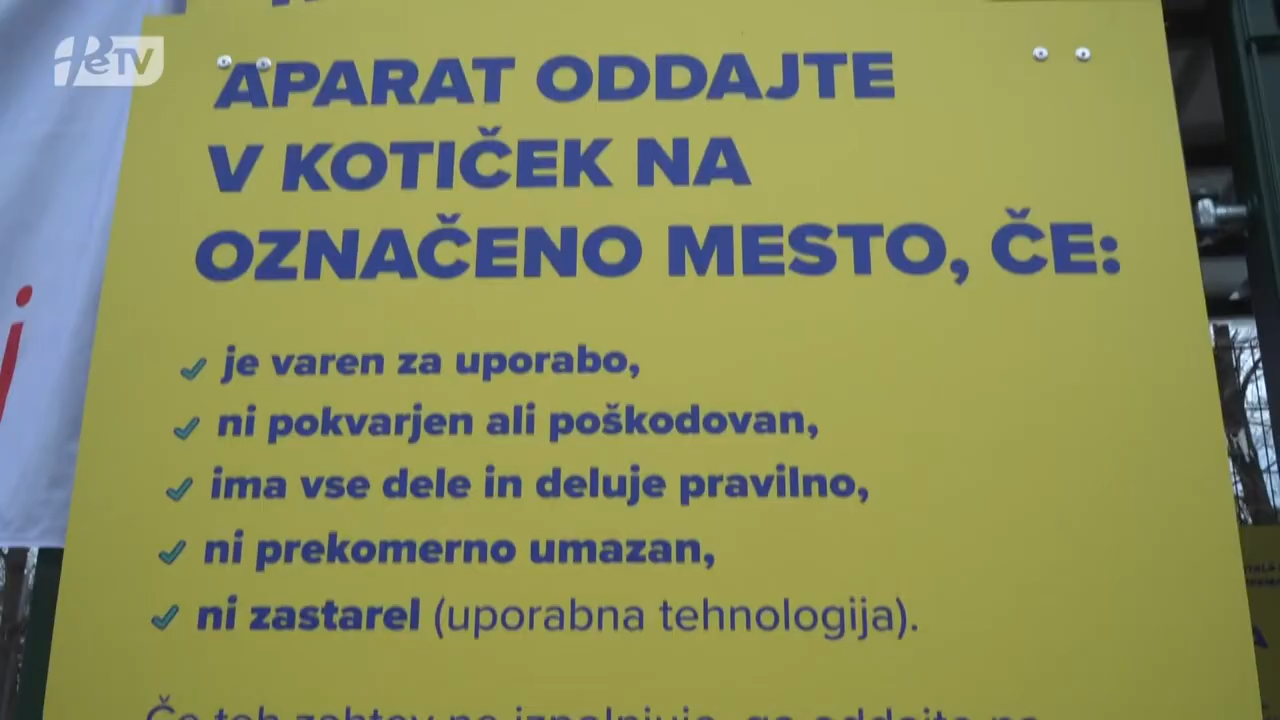 PeTV
APARAT ODDAJTE
V KOTIČEK NA
OZNAČENO MESTO, ČE:
je varen za uporabo,
ni pokvarjen ali poškodovan,
ima vse dele in deluje pravilno,
ni prekomerno umazan,
ni zastarel (uporabna tehnologija).
Če teh zahtev ne izpolnjuje, ga oddajte na